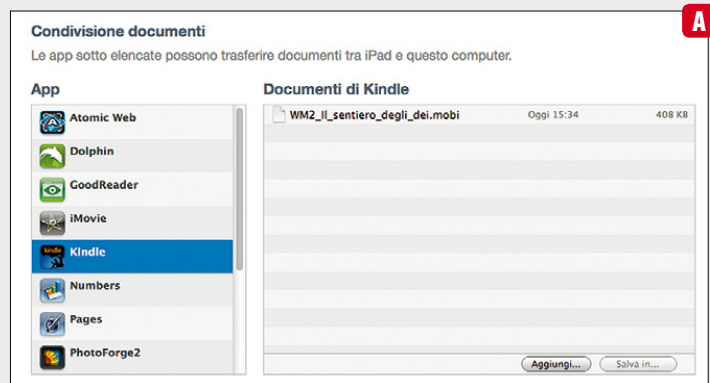 A
Condivisione documenti
Le app sotto elencate possono trasferire documenti tra iPad e questo computer.
App
Atomic Web
Dolphin
GoodReader
iMovie
kindle
Kindle
Numbers
Pages
PhotoForge2
Documenti di Kindle
WM2_Il_sentiero_degli_dei.mobi Oggi 15:34 408 KB
Aggiungi... Salva in...